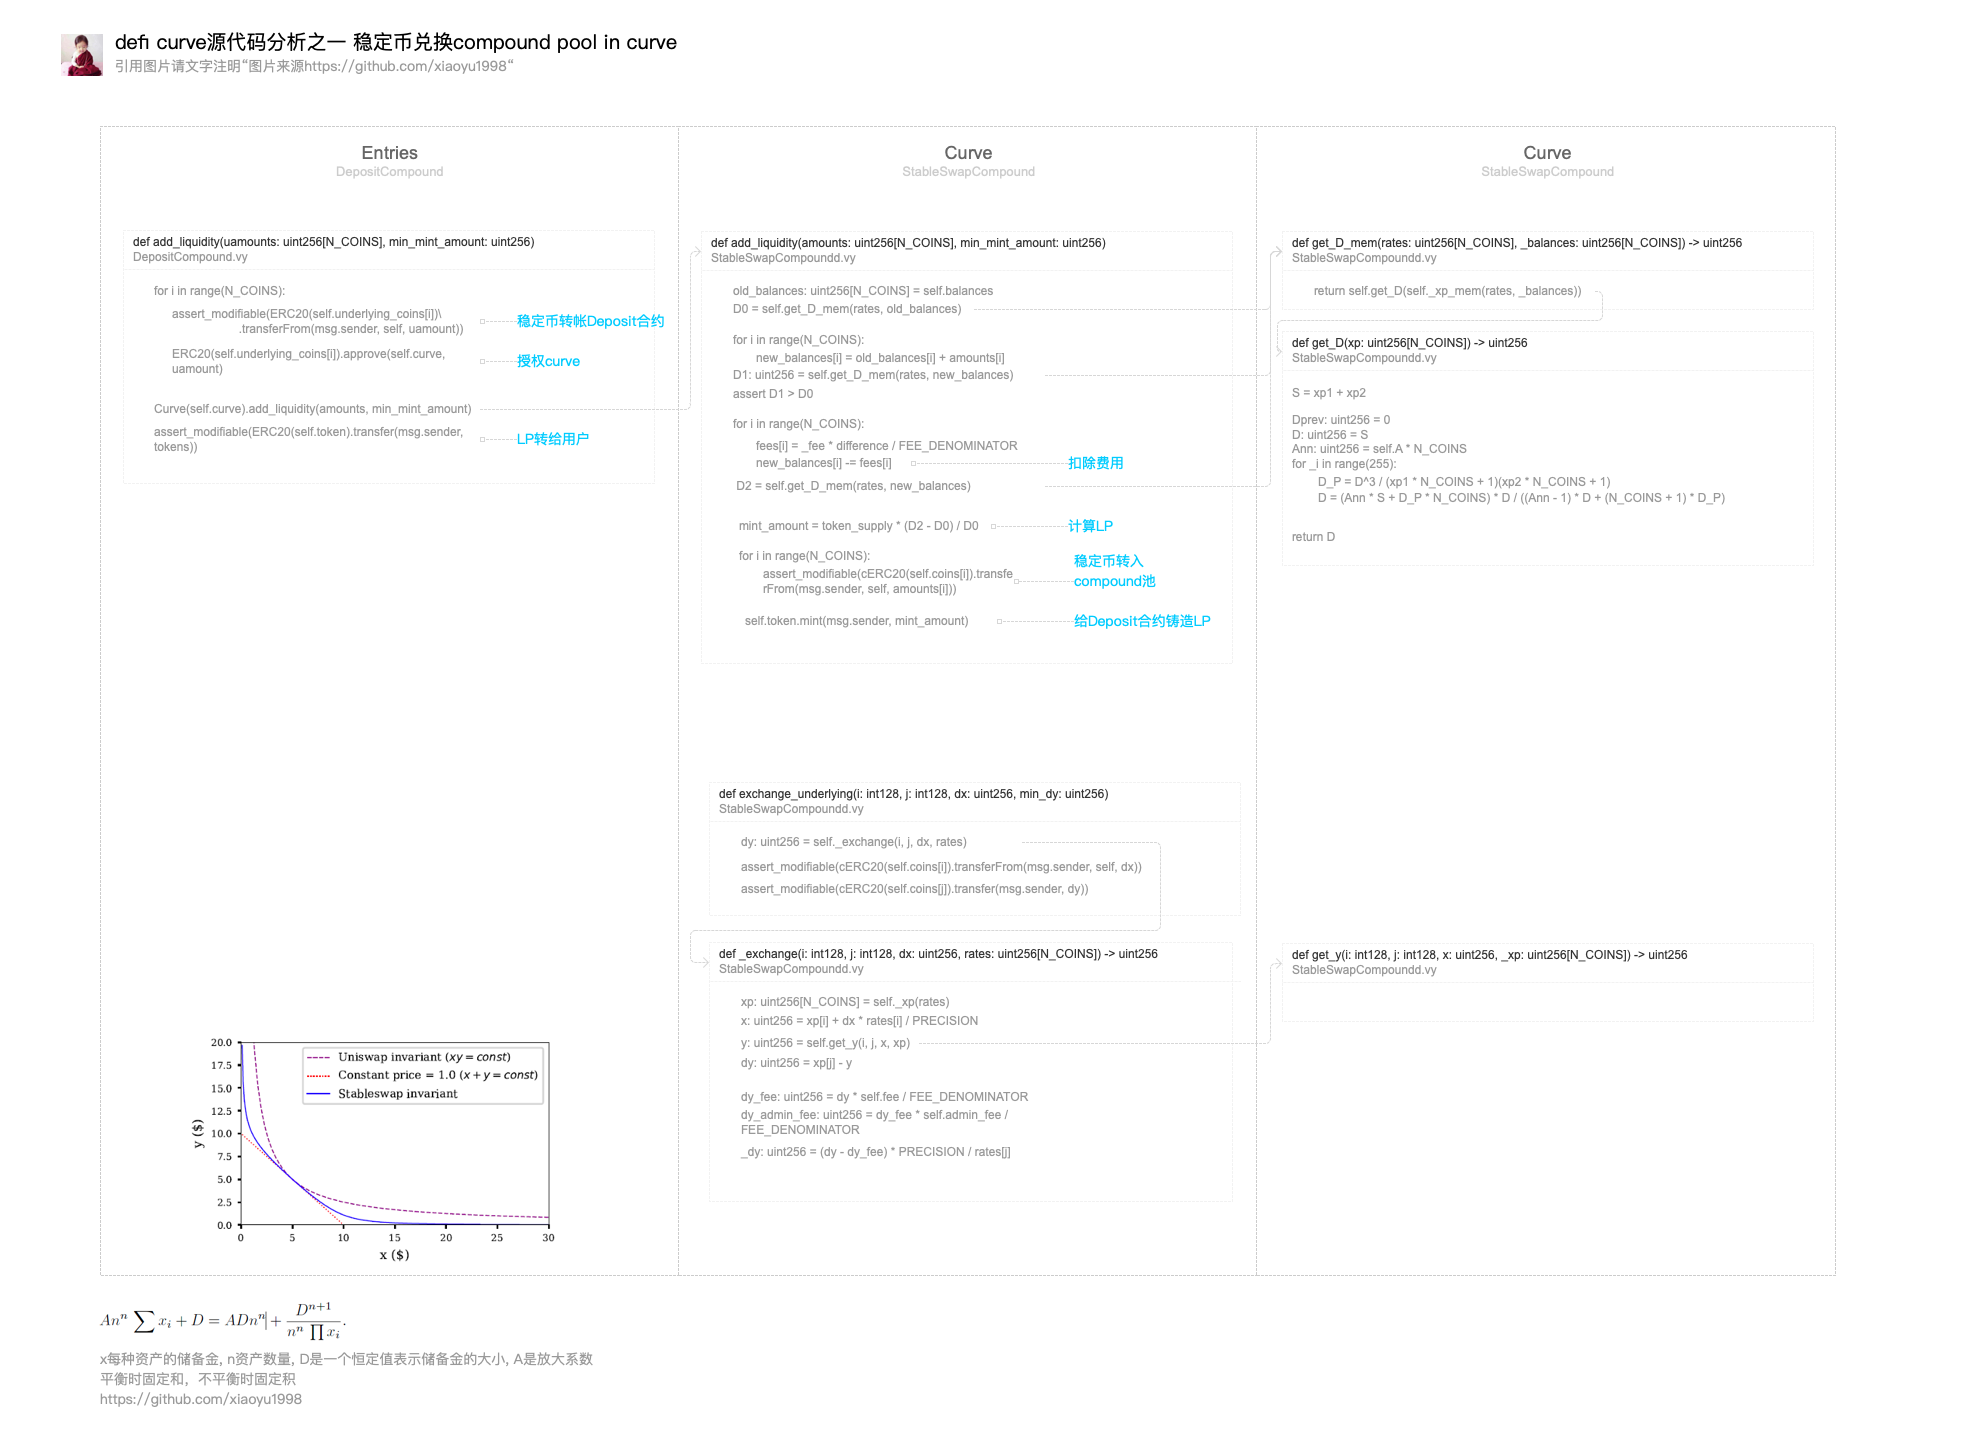 defi curve源代码分析之一 稳定币兑换compound pool in curve
引用图片请文字注明“图片来源https://github.com/xiaoyu1998“
Entries
DepositCompound
def add_liquidity(uamounts: uint256[N_COINS], min_mint_amount: uint256)
DepositCompound.vy
for i in range(N_COINS):
assert_modifiable(ERC20(self.underlying_coins[i])\
.transferFrom(msg.sender, self, uamount))
稳定币转帐Deposit合约
ERC20(self.underlying_coins[i]).approve(self.curve,
uamount)
授权curve
Curve(self.curve).add_liquidity(amounts, min_mint_amount)
assert_modifiable(ERC20(self.token).transfer(msg.sender,
tokens))
LP转给用户
Curve
StableSwapCompound
def add_liquidity(amounts: uint256[N_COINS], min_mint_amount: uint256)
StableSwapCompoundd.vy
old_balances: uint256[N_COINS] = self.balances
D0 = self.get_D_mem(rates, old_balances)
for i in range(N_COINS):
new_balances[i] = old_balances[i] + amounts[i]
D1: uint256 = self.get_D_mem(rates, new_balances)
assert D1 > D0
for i in range(N_COINS):
fees[i] = _fee * difference / FEE_DENOMINATOR
new_balances[i] -= fees[i]
扣除费用
D2 = self.get_D_mem(rates, new_balances)
mint_amount = token_supply * (D2 - D0) / D0
计算LP
for i in range(N_COINS):
assert_modifiable(cERC20(self.coins[i]).transfe
rFrom(msg.sender, self, amounts[i]))
稳定币转入
compound池
self.token.mint(msg.sender, mint_amount)
给Deposit合约铸造LP
def exchange_underlying(i: int128, j: int128, dx: uint256, min_dy: uint256)
StableSwapCompoundd.vy
dy: uint256 = self._exchange(i, j, dx, rates)
assert_modifiable(cERC20(self.coins[i]).transferFrom(msg.sender, self, dx))
assert_modifiable(cERC20(self.coins[j]).transfer(msg.sender, dy))
def _exchange(i: int128, j: int128, dx: uint256, rates: uint256[N_COINS]) -> uint256
StableSwapCompoundd.vy
xp: uint256[N_COINS] = self._xp(rates)
x: uint256 = xp[i] + dx * rates[i] / PRECISION
y: uint256 = self.get_y(i, j, x, xp)
dy: uint256 = xp[j] - y
dy_fee: uint256 = dy * self.fee / FEE_DENOMINATOR
dy_admin_fee: uint256 = dy_fee * self.admin_fee /
FEE_DENOMINATOR
_dy: uint256 = (dy - dy_fee) * PRECISION / rates[j]
Curve
StableSwapCompound
def get_D_mem(rates: uint256[N_COINS], _balances: uint256[N_COINS]) -> uint256
StableSwapCompoundd.vy
return self.get_D(self._xp_mem(rates, _balances))
def get_D(xp: uint256[N_COINS]) -> uint256
StableSwapCompoundd.vy
S = xp1 + xp2
Dprev: uint256 = 0
D: uint256 = S
Ann: uint256 = self.A * N_COINS
for _i in range(255):
D_P = D^3 / (xp1 * N_COINS + 1)(xp2 * N_COINS + 1)
D = (Ann * S + D_P * N_COINS) * D / ((Ann - 1) * D + (N_COINS + 1) * D_P)
return D
def get_y(i: int128, j: int128, x: uint256, _xp: uint256[N_COINS]) -> uint256
StableSwapCompoundd.vy
Uniswap invariant (xy = const)
Constant price = 1.0 (x + y = const)
Stableswap invariant
y ($)
20.0
17.5
15.0
12.5
10.0
7.5
5.0
2.5
0.0
0 5 10 15 20 25 30
x ($)
Anⁿ ∑ xᵢ + D = ADnⁿ + Dⁿ⁺¹ / (nⁿ ∏ xᵢ).
x每种资产的储备金, n资产数量, D是一个恒定值表示储备金的大小, A是放大系数
平衡时固定和，不平衡时固定积
https://github.com/xiaoyu1998